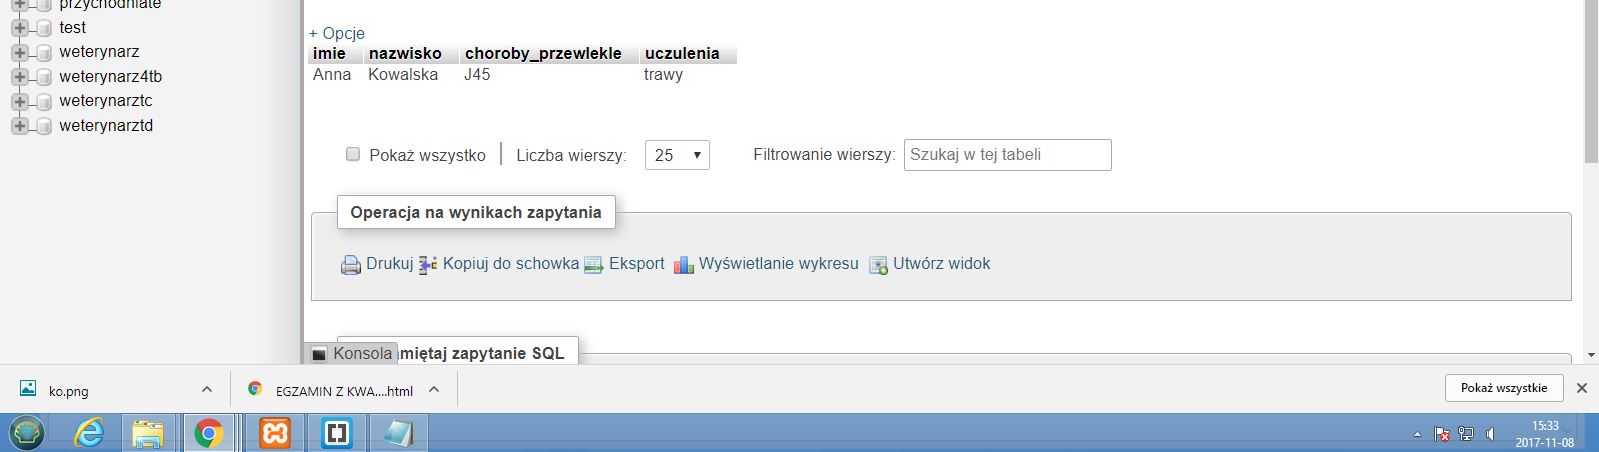 przychodniate
test
weterynarz
weterynarz4tb
weterynarztc
weterynarztd
+ Opcje
imie nazwisko choroby_przewlekle uczulenia
Anna Kowalska J45 trawy
Pokaż wszystko Liczba wierszy: 25 Filtrowanie wierszy: Szukaj w tej tabeli
Operacja na wynikach zapytania
Drukuj Kopiuj do schowka Eksport Wyświetlanie wykresu Utwórz widok
Konsola miętaj zapytanie SQL
ko.png EGZAMIN Z KWA....html Pokaż wszystkie
15:33
2017-11-08